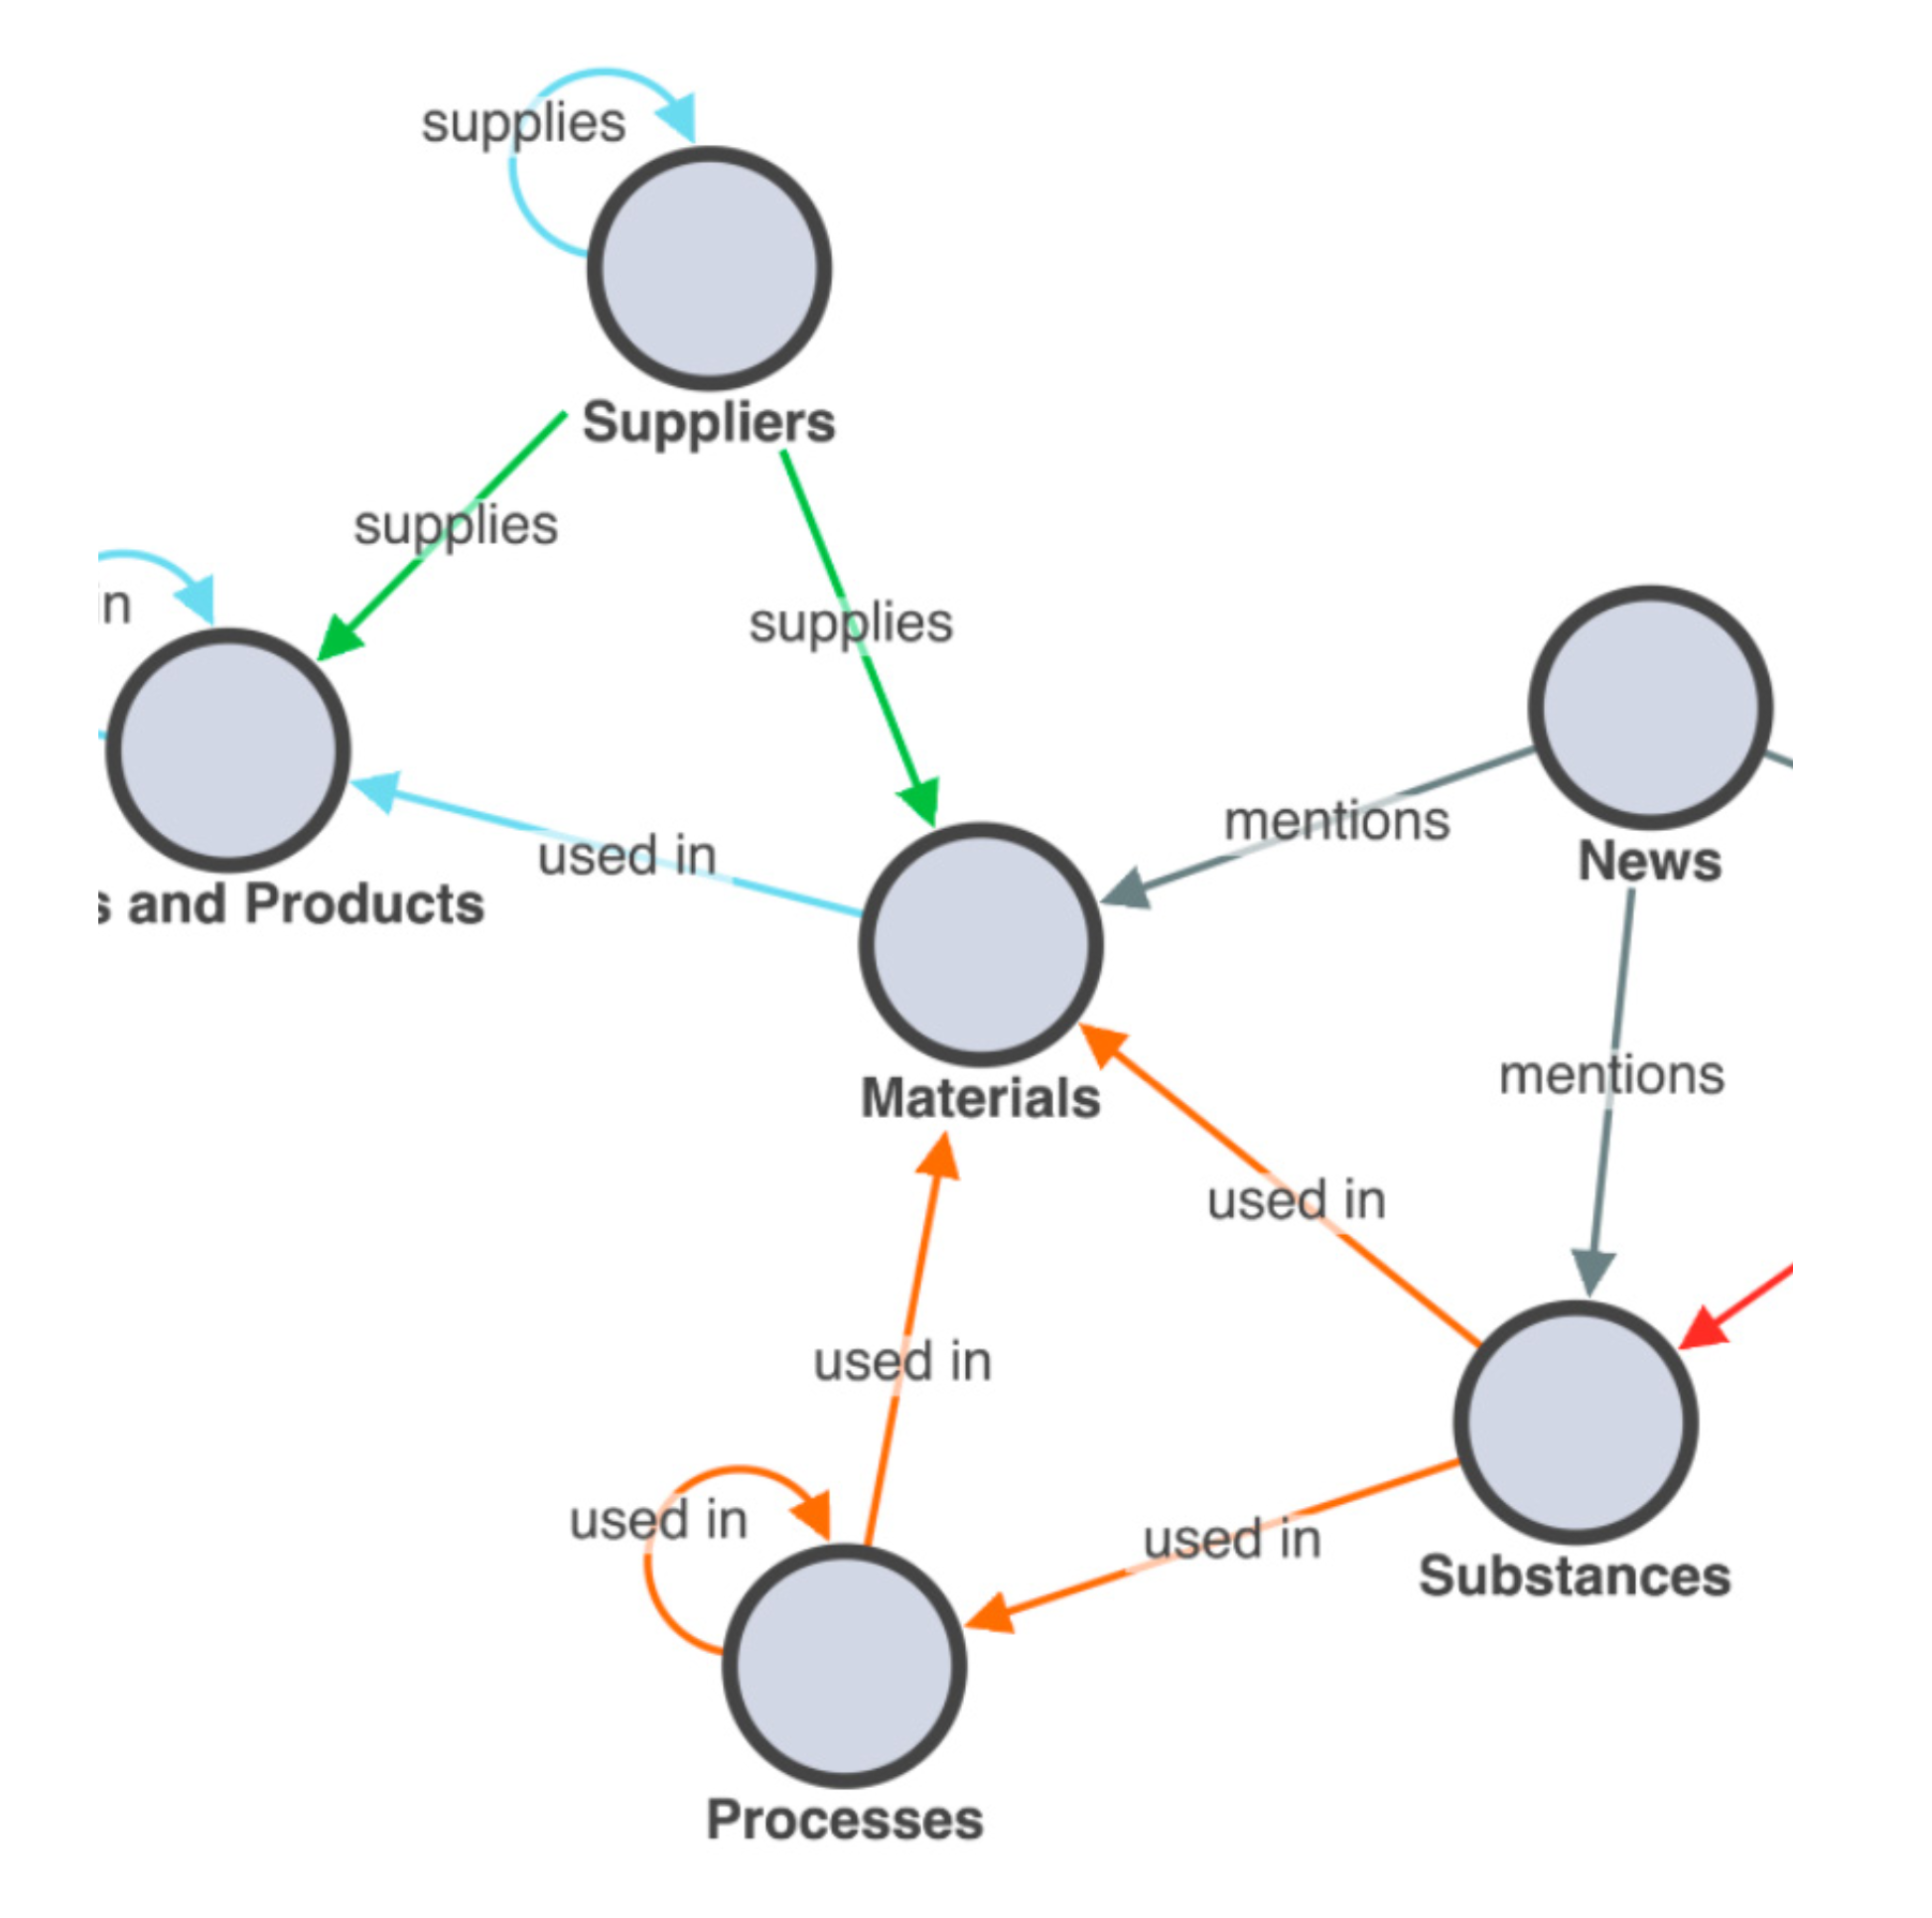 supplies
Suppliers
supplies
in
supplies
mentions
News
used in
s and Products
mentions
Materials
used in
used in
used in
used in
Substances
Processes